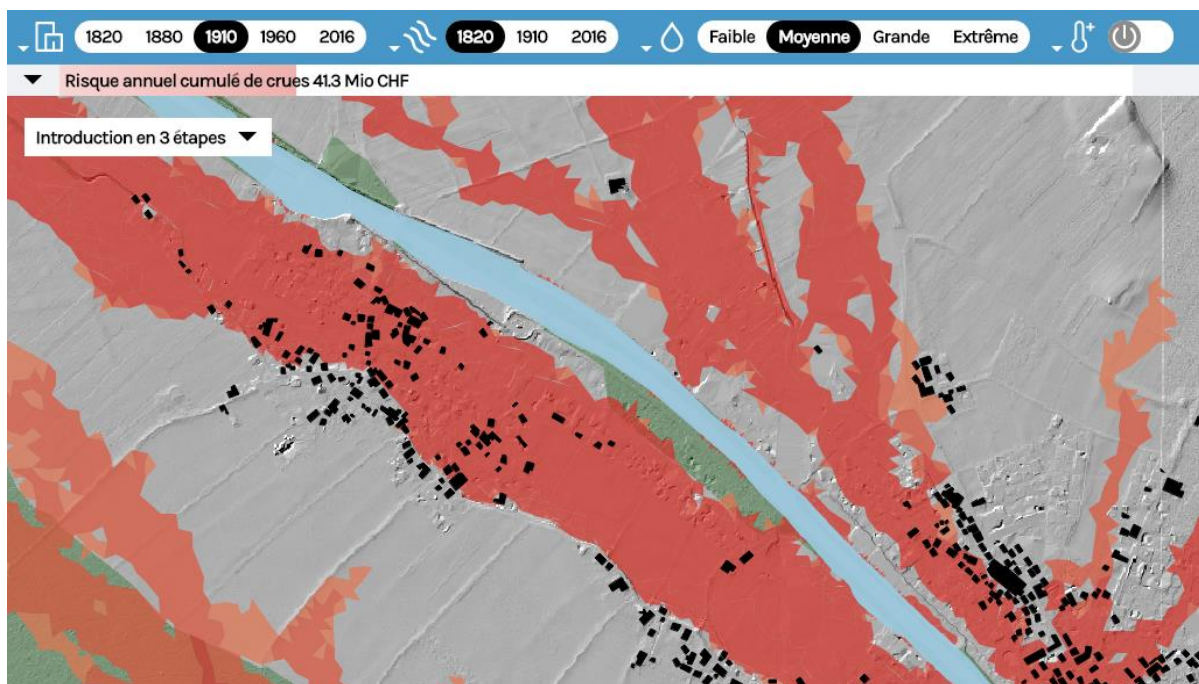 1820 1880 1910 1960 2016 1820 1910 2016 Faible Moyenne Grande Extrême
Risque annuel cumulé de crues 41.3 Mio CHF
Introduction en 3 étapes